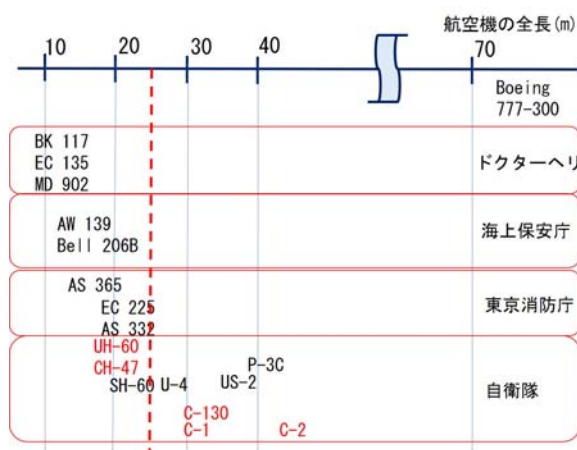 航空機の全長(m)
10 20 30 40 70
Boeing
777-300
BK 117
EC 135
MD 902
ドクターヘリ
AW 139
Bell 206B
海上保安庁
AS 365
EC 225
AS 332
東京消防庁
UH-60
CH-47
P-3C
SH-60 U-4 US-2
自衛隊
C-130
C-1 C-2